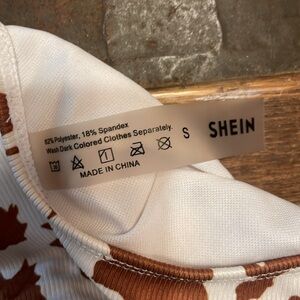 82% Polyester, 18% Spandex
Wash Dark Colored Clothes Separately.
S
SHEIN
MADE IN CHINA